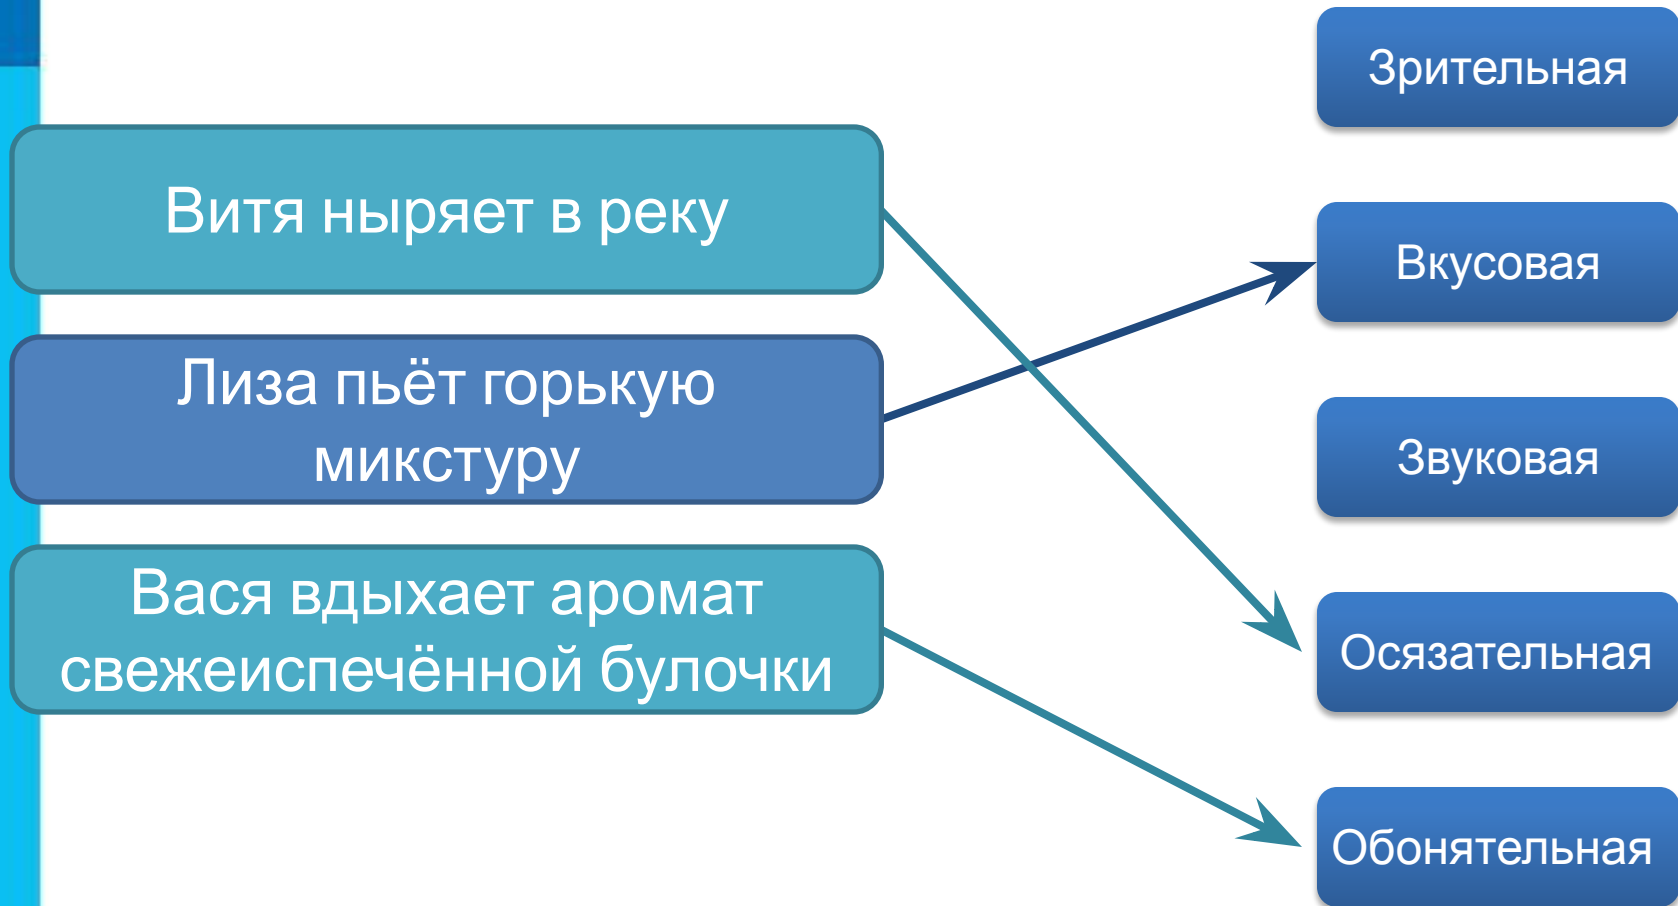 Зрительная
Витя ныряет в реку
Вкусовая
Лиза пьёт горькую
микстуру
Звуковая
Вася вдыхает аромат
свежеиспечённой булочки
Осязательная
Обонятельная